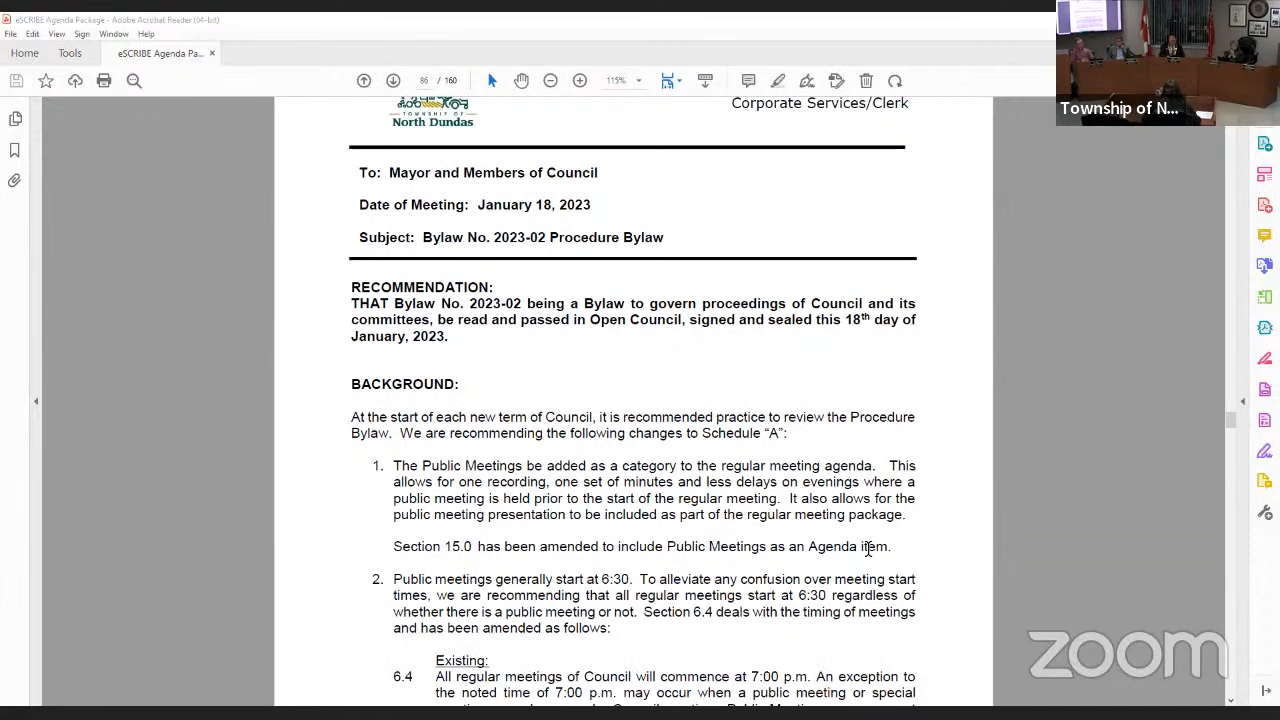 eSCRIBE Agenda Package - Adobe Acrobat Reader (64-bit)
File Edit View Sign Window Help
Home Tools eSCRIBE Agenda Pa... ×
86 / 160 115%
TOWNSHIP OF
North Dundas
Corporate Services/Clerk
To: Mayor and Members of Council
Date of Meeting: January 18, 2023
Subject: Bylaw No. 2023-02 Procedure Bylaw
RECOMMENDATION:
THAT Bylaw No. 2023-02 being a Bylaw to govern proceedings of Council and its
committees, be read and passed in Open Council, signed and sealed this 18th day of
January, 2023.
BACKGROUND:
At the start of each new term of Council, it is recommended practice to review the Procedure
Bylaw. We are recommending the following changes to Schedule “A”:
1. The Public Meetings be added as a category to the regular meeting agenda. This
allows for one recording, one set of minutes and less delays on evenings where a
public meeting is held prior to the start of the regular meeting. It also allows for the
public meeting presentation to be included as part of the regular meeting package.
Section 15.0 has been amended to include Public Meetings as an Agenda item.
2. Public meetings generally start at 6:30. To alleviate any confusion over meeting start
times, we are recommending that all regular meetings start at 6:30 regardless of
whether there is a public meeting or not. Section 6.4 deals with the timing of meetings
and has been amended as follows:
Existing:
6.4 All regular meetings of Council will commence at 7:00 p.m. An exception to
the noted time of 7:00 p.m. may occur when a public meeting or special
Township of N...
zoom